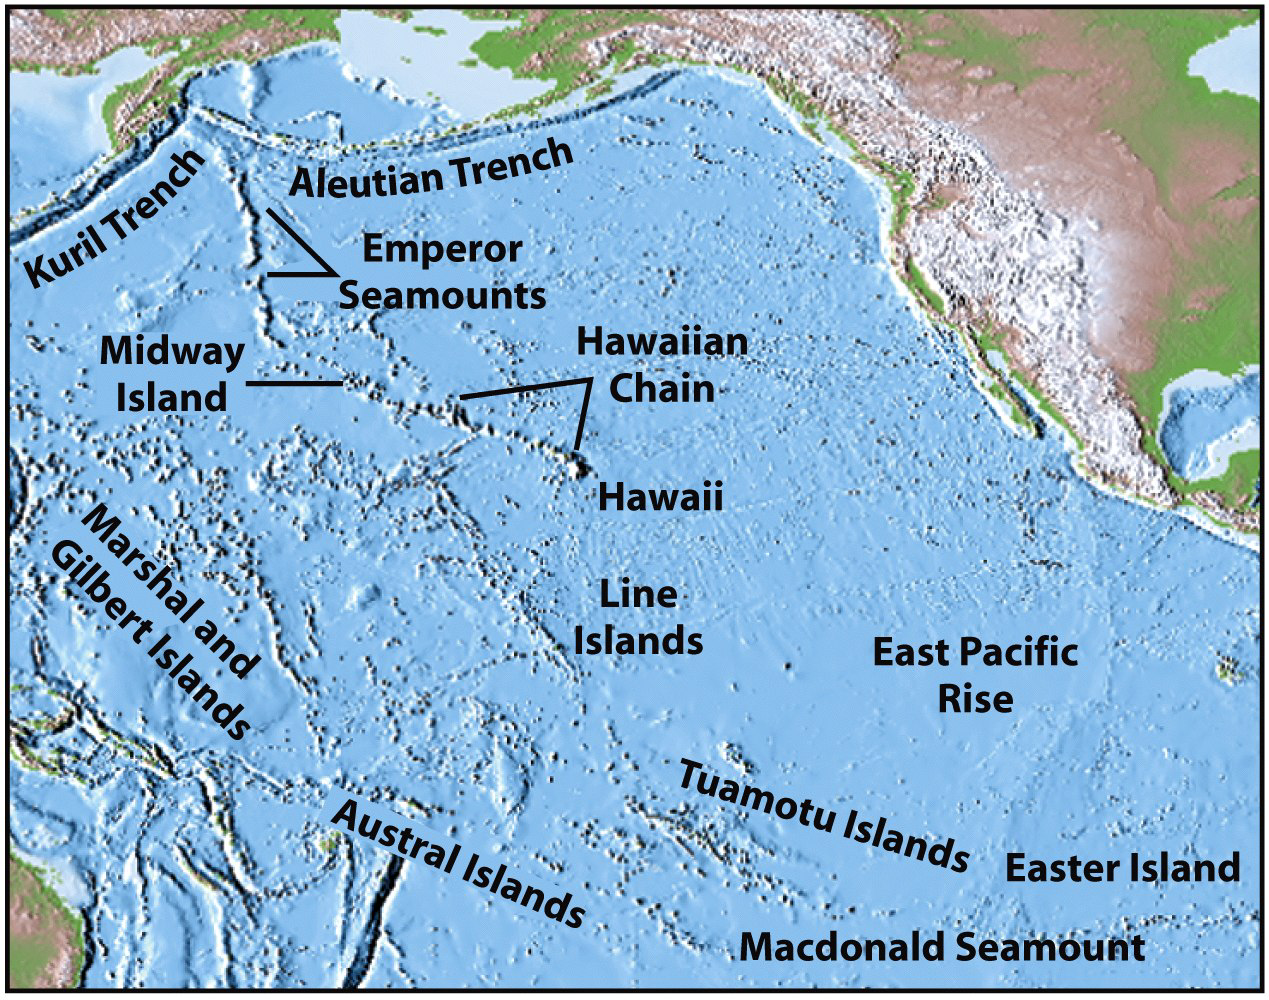 Kuril Trench
Aleutian Trench
Emperor
Seamounts
Midway
Island
Hawaiian
Chain
Hawaii
Marshal and
Gilbert Islands
Line
Islands
East Pacific
Rise
Tuamotu Islands
Austral Islands
Easter Island
Macdonald Seamount